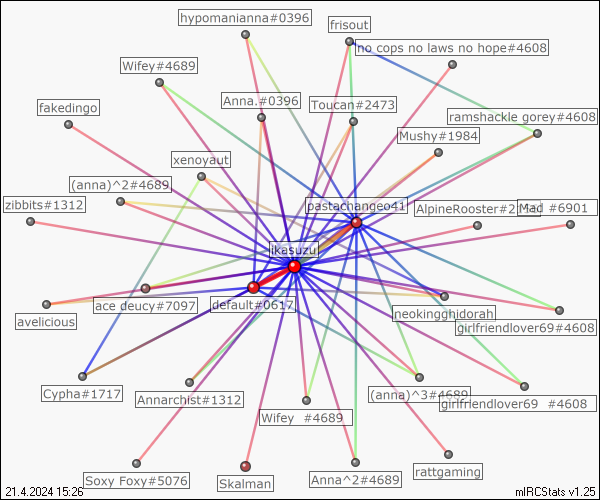 hypomanianna#0396
frisout
no cops no laws no hope#4608
Wifey#4689
Anna.#0396
Toucan#2473
fakedingo
ramshackle gorey#4608
Mushy#1984
xenoyaut
(anna)^2#4689
zibbits#1312
pastachangeo41
AlpineRooster#2
Mad #6901
ikasuzu
ace deucy#7097
default#0617
neokingghidorah
avelicious
girlfriendlover69#4608
Cypha#1717
Annarchist#1312
(anna)^3#4689
girlfriendlover69 #4608
Wifey #4689
Soxy Foxy#5076
Skalman
Anna^2#4689
rattgaming
21.4.2024 15:26
mIRCStats v1.25